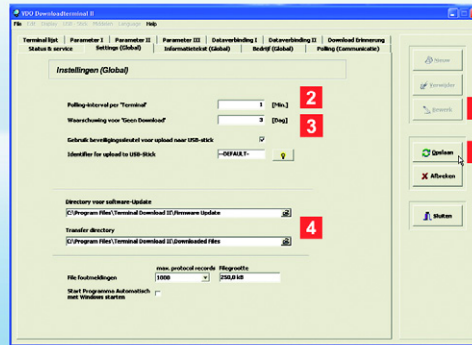 VDO Downloadterminal II
File Edit Display Help
Terminallijst Parameter I Parameter II Parameter III Dataverbinding I Dataverbinding II Download Erinnerung
Status & service Settings (Global) Informatietekst (Global) Bedrijf (Global) Polling (Communicatie)
Instellingen (Global)
Polling-interval per 'Terminal' 1 [Min.] 2
Waarschuwing voor 'Geen Download' 3 [Dag] 3
Gebruik beveiligingssleutel voor upload naar USB-stick
Identifier for upload to USB-Stick --DEFAULT--
Directory voor software-Update
C:\Program Files\Terminal Download II\Firmware Update
Transfer directory 4
C:\Program Files\Terminal Download II\Downloaded Files
max. protocol records Filegrootte
File foutmeldingen 1000 250,0 kB
Start Programma Automatisch
met Windows starten
Nieuw
Verwijder
Bewerk
Opslaan
Afbreken
Sluiten